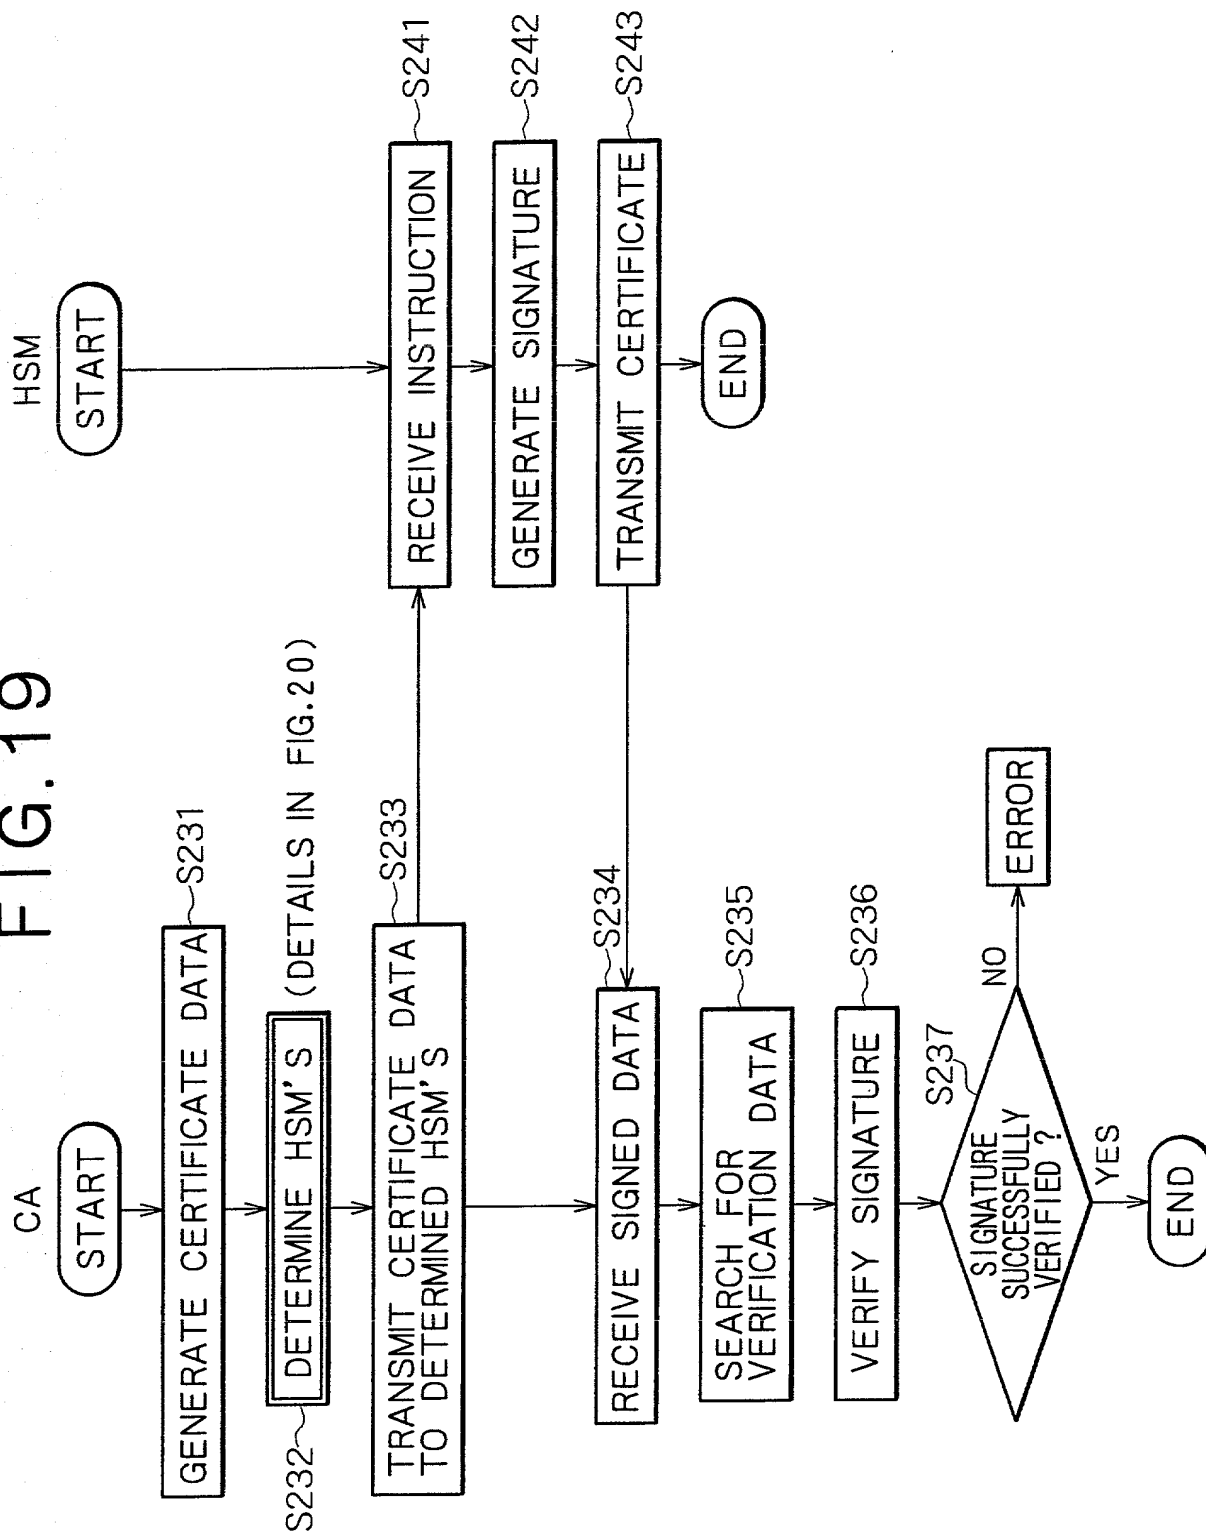 FIG.19
CA
START
GENERATE CERTIFICATE DATA
S231
DETERMINE HSM'S
S232
(DETAILS IN FIG.20)
TRANSMIT CERTIFICATE DATA
TO DETERMINED HSM'S
S233
RECEIVE SIGNED DATA
S234
SEARCH FOR
VERIFICATION DATA
S235
VERIFY SIGNATURE
S236
SIGNATURE
SUCCESSFULLY
VERIFIED ?
S237
NO
ERROR
YES
END
HSM
START
RECEIVE INSTRUCTION
S241
GENERATE SIGNATURE
S242
TRANSMIT CERTIFICATE
S243
END